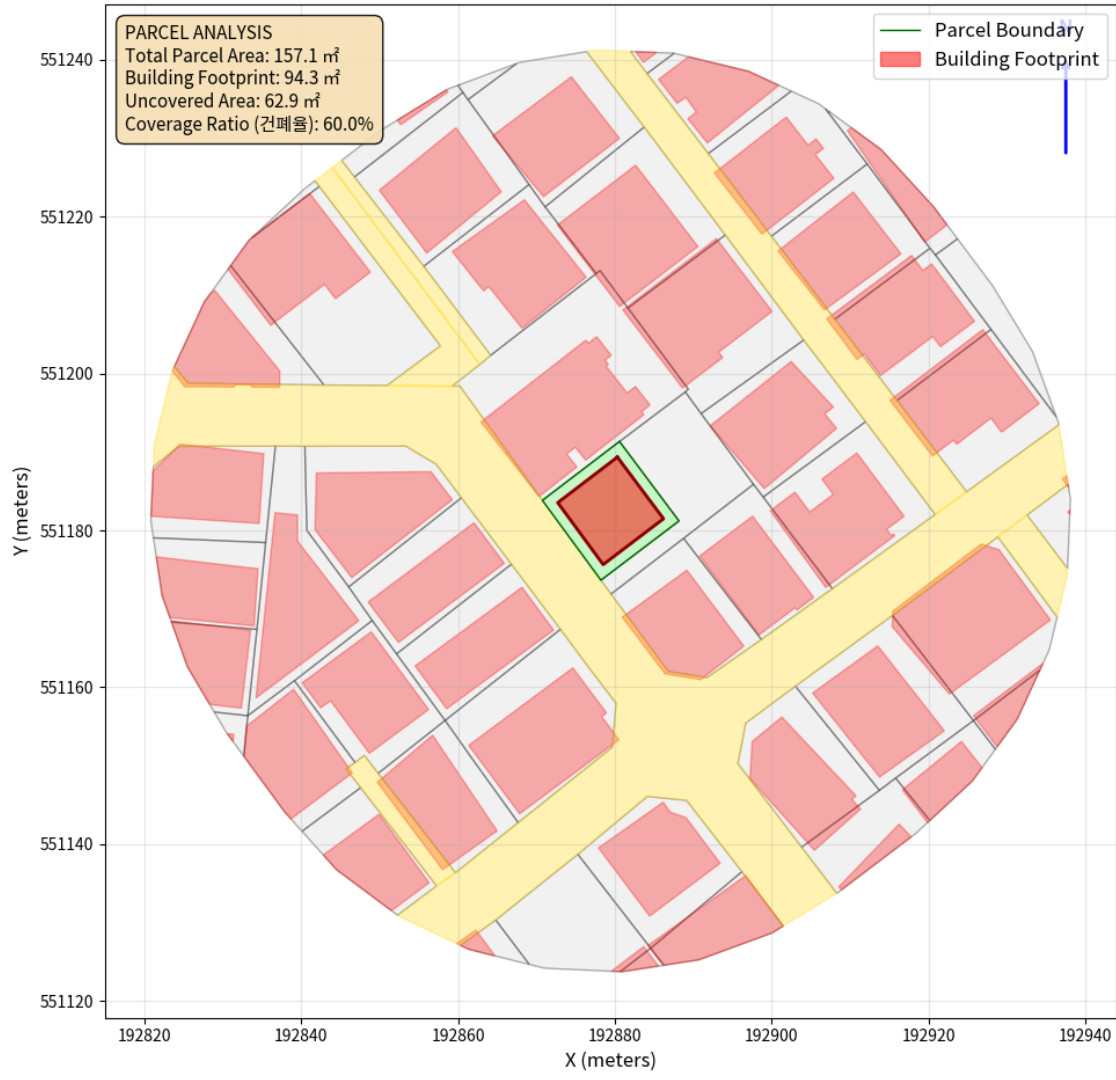 PARCEL ANALYSIS
Total Parcel Area: 157.1 ㎡
Building Footprint: 94.3 ㎡
Uncovered Area: 62.9 ㎡
Coverage Ratio (건폐율): 60.0%
Parcel Boundary
Building Footprint
N
Y (meters)
551240
551220
551200
551180
551160
551140
551120
192820
192840
192860
192880
192900
192920
192940
X (meters)